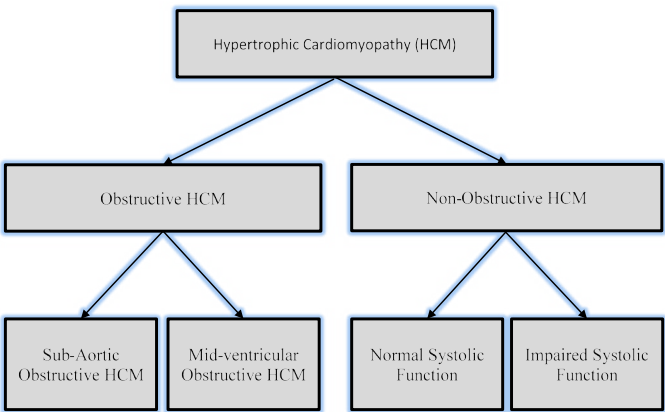 Hypertrophic Cardiomyopathy (HCM)
Obstructive HCM
Non-Obstructive HCM
Sub-Aortic
Obstructive HCM
Mid-ventricular
Obstructive HCM
Normal Systolic
Function
Impaired Systolic
Function